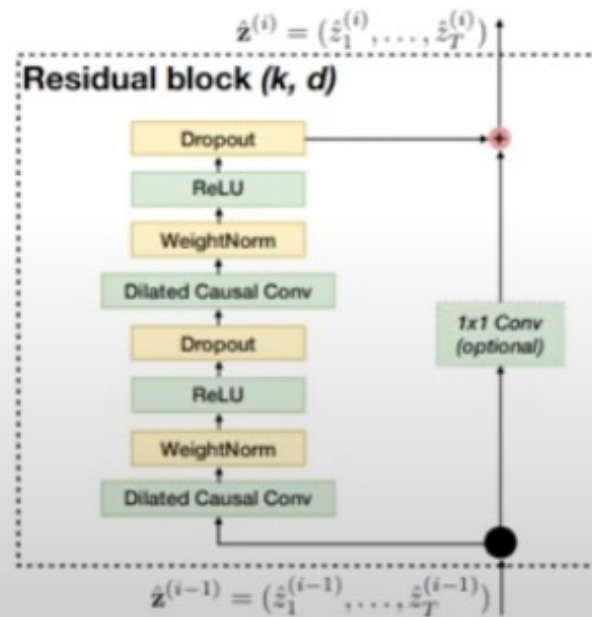 ẑ^(i) = (ẑ_1^(i), . . . , ẑ_T^(i))
Residual block (k, d)
Dropout
ReLU
WeightNorm
Dilated Causal Conv
Dropout
ReLU
WeightNorm
Dilated Causal Conv
1x1 Conv
(optional)
+
ẑ^(i−1) = (ẑ_1^(i−1), . . . , ẑ_T^(i−1))